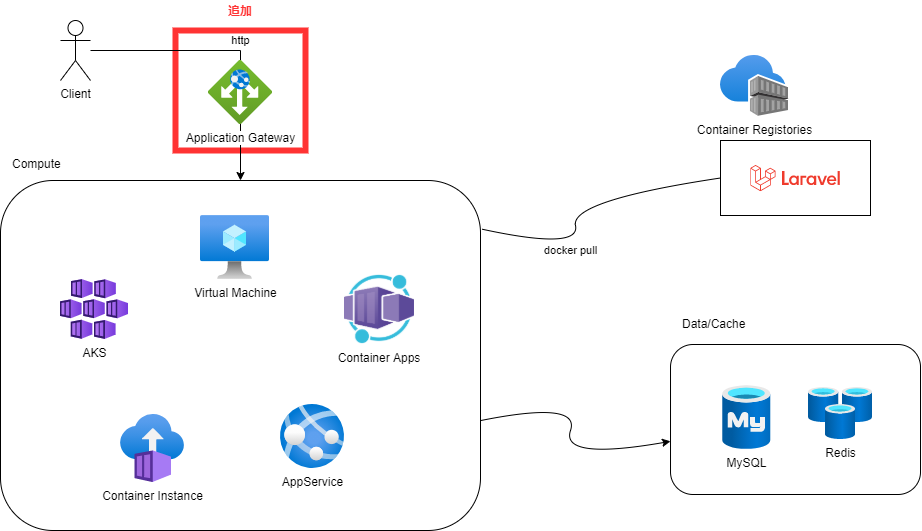 追加
http
Client
Application Gateway
Container Registories
Compute
Laravel
Virtual Machine
docker pull
AKS
Container Apps
Data/Cache
My
MySQL
Redis
AppService
Container Instance